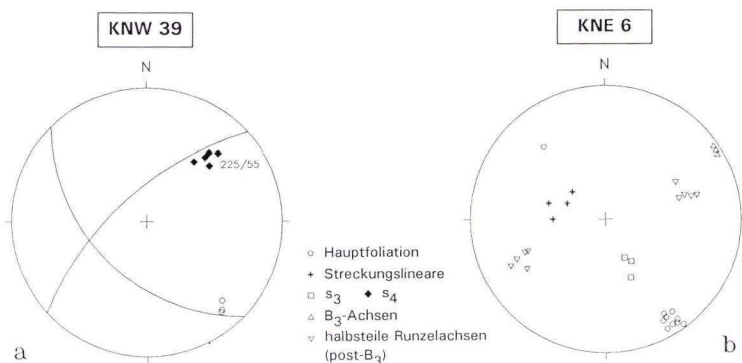 KNW 39
KNE 6
N
N
225/55
Hauptfoliation
Streckungslineare
s3 s4
B3-Achsen
halbsteile Runzelachsen
(post-B3)
a
b